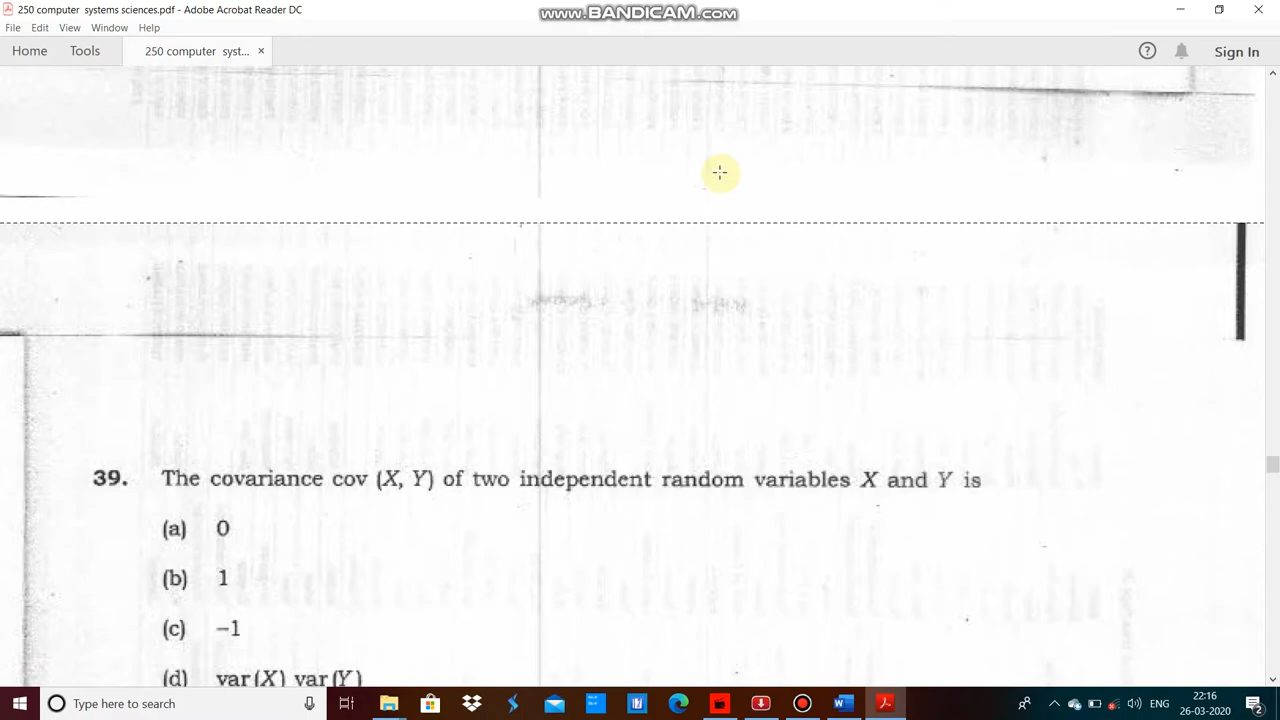 250 computer systems sciences.pdf - Adobe Acrobat Reader DC
www.BANDICAM.com
File Edit View Window Help
Home Tools 250 computer syst... × Sign In
39. The covariance cov (X, Y) of two independent random variables X and Y is
(a) 0
(b) 1
(c) −1
(d) var(X) var(Y)
Type here to search
ENG
22:16
26-03-2020
2